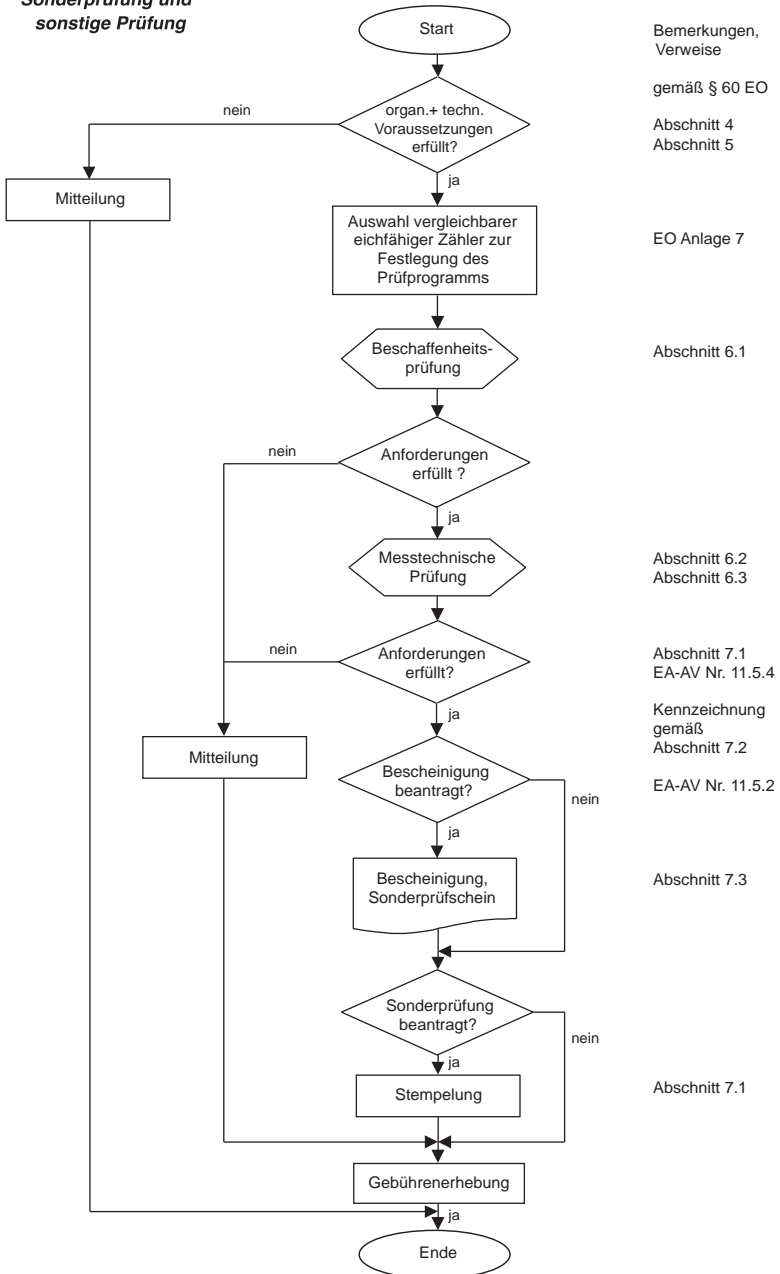 Sonderprüfung und
sonstige Prüfung
Start
Bemerkungen,
Verweise
gemäß § 60 EO
nein
organ.+ techn.
Voraussetzungen
erfüllt?
Abschnitt 4
Abschnitt 5
ja
Mitteilung
Auswahl vergleichbarer
eichfähiger Zähler zur
Festlegung des
Prüfprogramms
EO Anlage 7
Beschaffenheits-
prüfung
Abschnitt 6.1
nein
Anforderungen
erfüllt ?
ja
Messtechnische
Prüfung
Abschnitt 6.2
Abschnitt 6.3
nein
Anforderungen
erfüllt?
Abschnitt 7.1
EA-AV Nr. 11.5.4
ja
Kennzeichnung
gemäß
Abschnitt 7.2
Mitteilung
Bescheinigung
beantragt?
EA-AV Nr. 11.5.2
nein
ja
Bescheinigung,
Sonderprüfschein
Abschnitt 7.3
Sonderprüfung
beantragt?
nein
ja
Stempelung
Abschnitt 7.1
Gebührenerhebung
ja
Ende